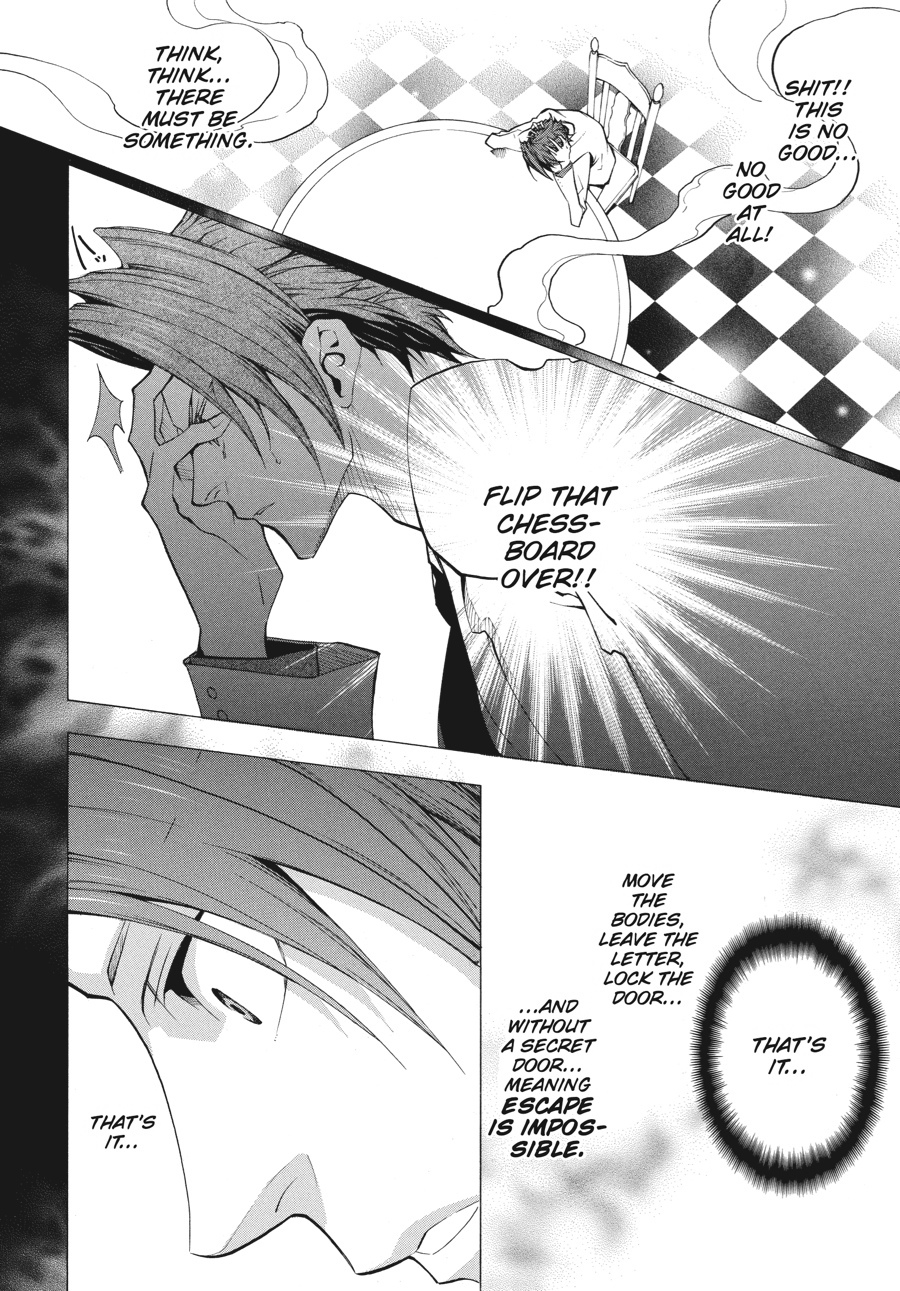 SHIT!!
THIS
IS NO
GOOD...
NO
GOOD
AT
ALL!
THINK,
THINK...
THERE
MUST BE
SOMETHING.
FLIP THAT
CHESS-
BOARD
OVER!!
THAT'S
IT...
MOVE
THE
BODIES,
LEAVE THE
LETTER,
LOCK THE
DOOR...
...AND
WITHOUT
A SECRET
DOOR...
MEANING
ESCAPE
IS IMPOS-
SIBLE.
THAT'S
IT...